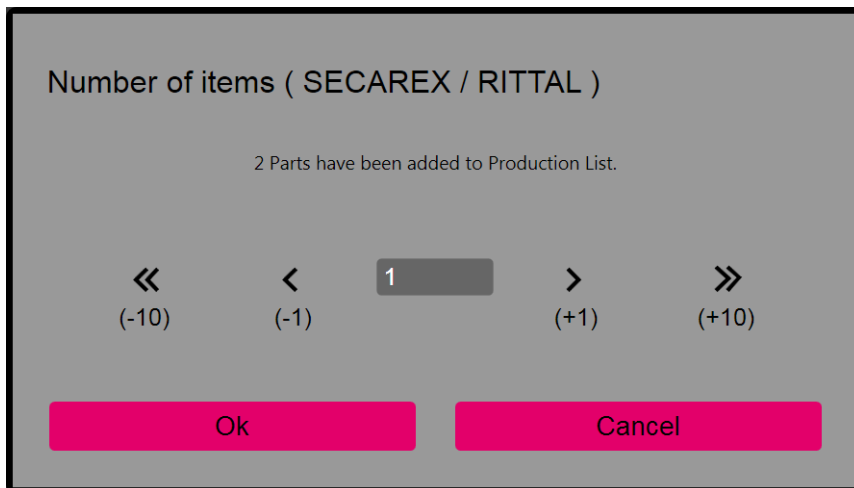 Number of items ( SECAREX / RITTAL )
2 Parts have been added to Production List.
1
(-10) (-1) (+1) (+10)
Ok Cancel